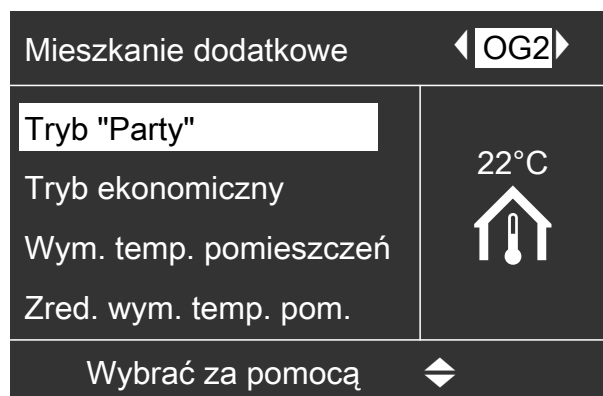 Mieszkanie dodatkowe OG2
Tryb "Party"
Tryb ekonomiczny
Wym. temp. pomieszczeń
Zred. wym. temp. pom.
22°C
Wybrać za pomocą